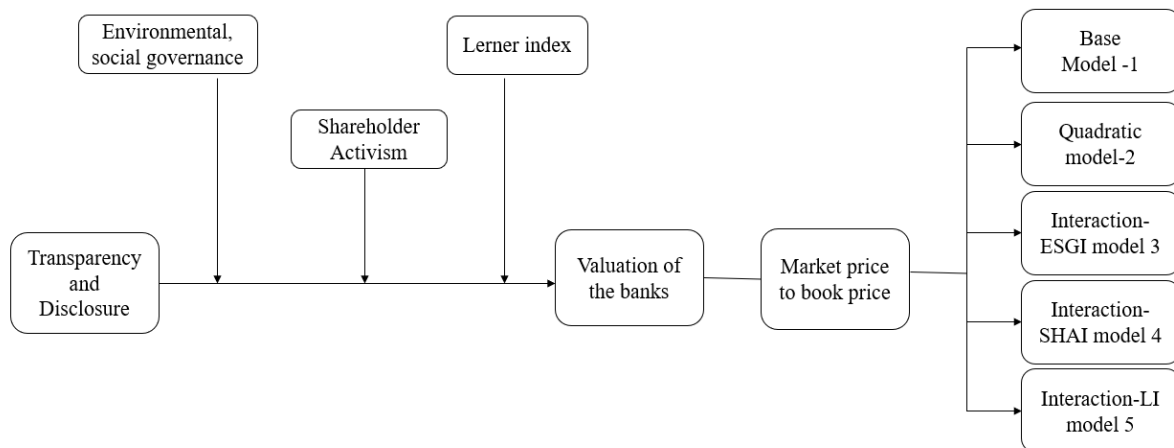 Environmental,
social governance
Lerner index
Shareholder
Activism
Transparency
and
Disclosure
Valuation of
the banks
Market price
to book price
Base
Model -1
Quadratic
model-2
Interaction-
ESGI model 3
Interaction-
SHAI model 4
Interaction-LI
model 5